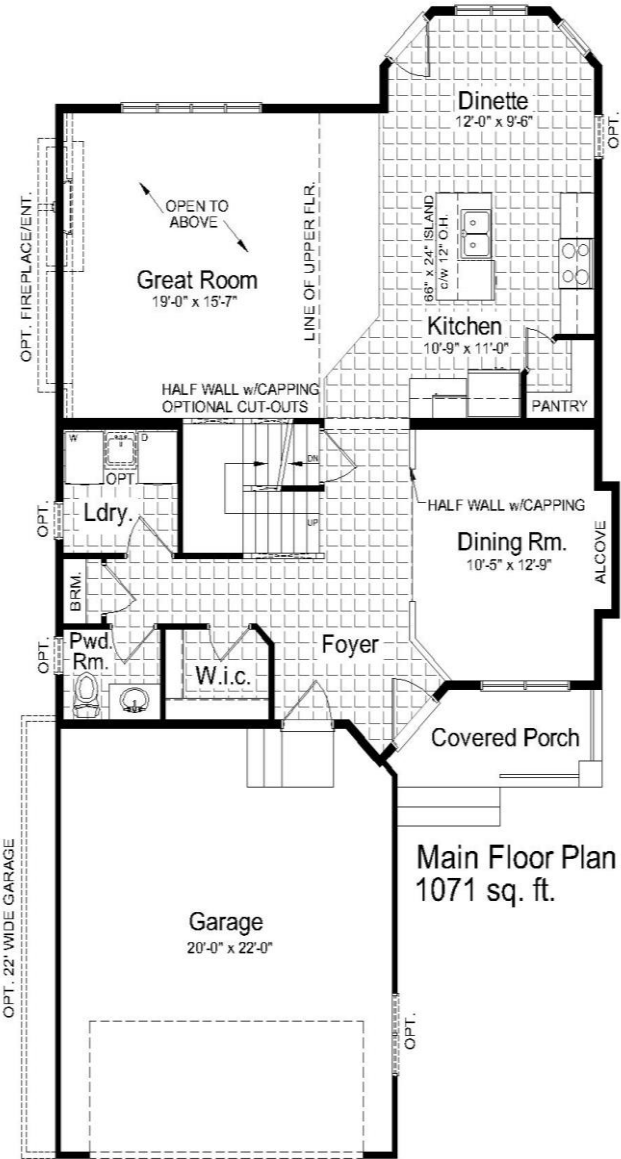 Dinette
12'-0" x 9'-6"
OPT.
OPEN TO
ABOVE
OPT. FIREPLACE/ENT.
LINE OF UPPER FLR.
66" x 24" ISLAND
c/w 12" O.H.
Great Room
19'-0" x 15'-7"
Kitchen
10'-9" x 11'-0"
HALF WALL w/CAPPING
OPTIONAL CUT-OUTS
PANTRY
W
D
OPT
DN
UP
OPT.
Ldry.
HALF WALL w/CAPPING
Dining Rm.
10'-5" x 12'-9"
ALCOVE
BRM.
OPT.
Pwd.
Rm.
W.i.c.
Foyer
Covered Porch
Main Floor Plan
1071 sq. ft.
OPT. 22' WIDE GARAGE
Garage
20'-0" x 22'-0"
OPT.